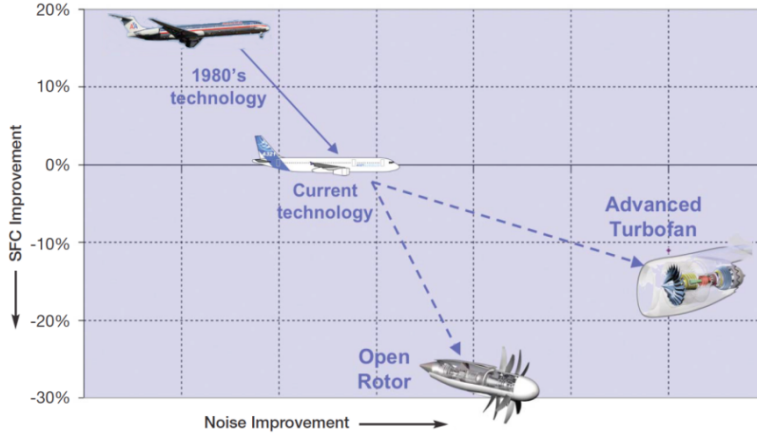 20%
10%
0%
-10%
-20%
-30%
SFC Improvement
1980's
technology
Current
technology
Advanced
Turbofan
Open
Rotor
Noise Improvement